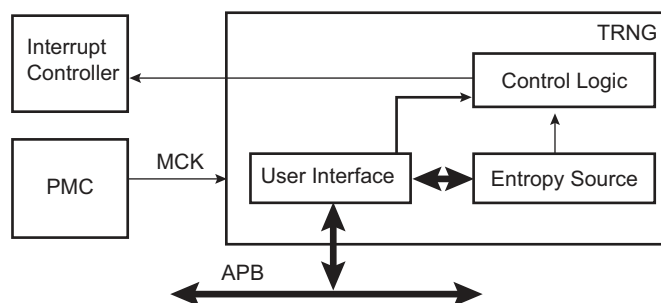 Interrupt
Controller
TRNG
Control Logic
PMC
MCK
User Interface
Entropy Source
APB